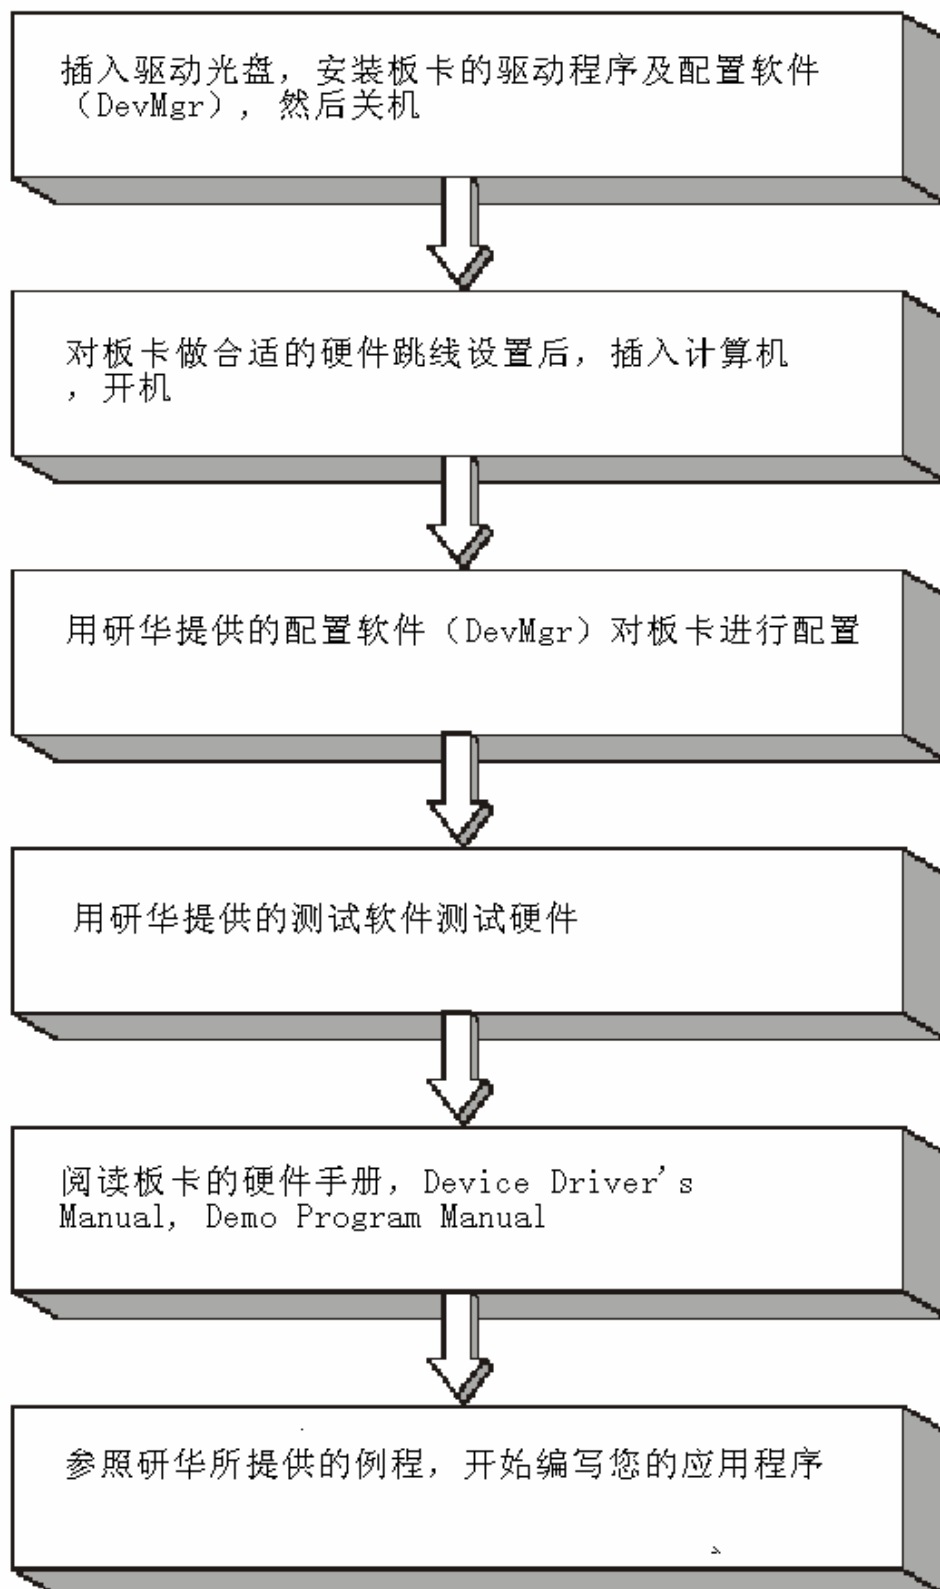 插入驱动光盘，安装板卡的驱动程序及配置软件
（DevMgr），然后关机
对板卡做合适的硬件跳线设置后，插入计算机
，开机
用研华提供的配置软件（DevMgr）对板卡进行配置
用研华提供的测试软件测试硬件
阅读板卡的硬件手册，Device Driver's
Manual, Demo Program Manual
参照研华所提供的例程，开始编写您的应用程序